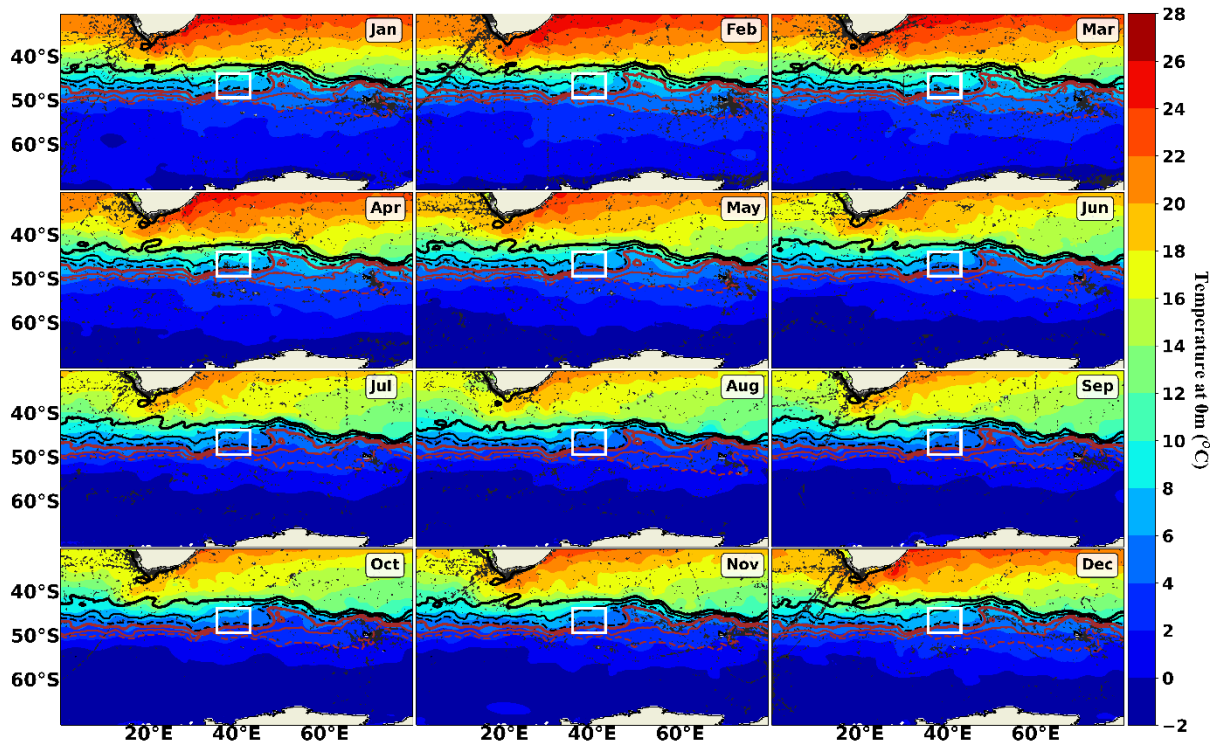 Jan Feb Mar
40°S
50°S
60°S
Apr May Jun
40°S
50°S
60°S
Jul Aug Sep
40°S
50°S
60°S
Oct Nov Dec
40°S
50°S
60°S
20°E 40°E 60°E 20°E 40°E 60°E 20°E 40°E 60°E
28
26
24
22
20
18
16
14
12
10
8
6
4
2
0
−2
Temperature at 0m (°C)